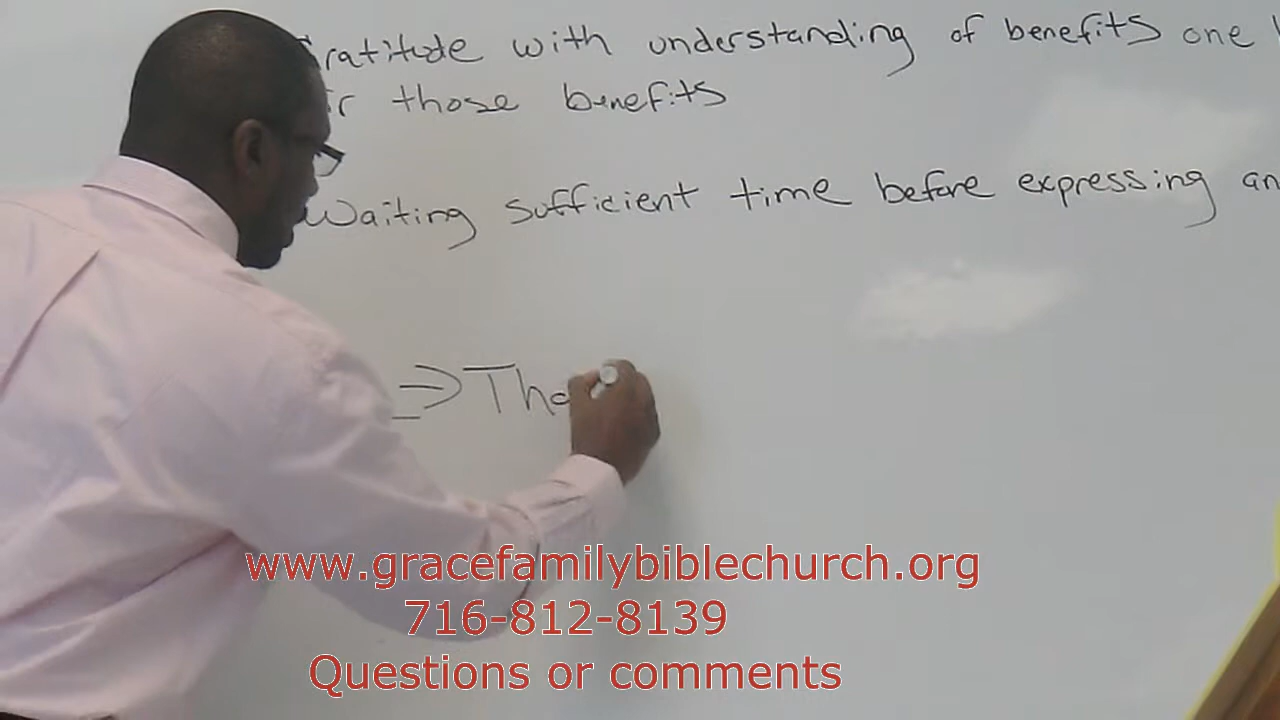 ratitude with understanding of benefits one
those benefits
Waiting sufficient time before expressing an
⇒ Tha
www.gracefamilybiblechurch.org
716-812-8139
Questions or comments